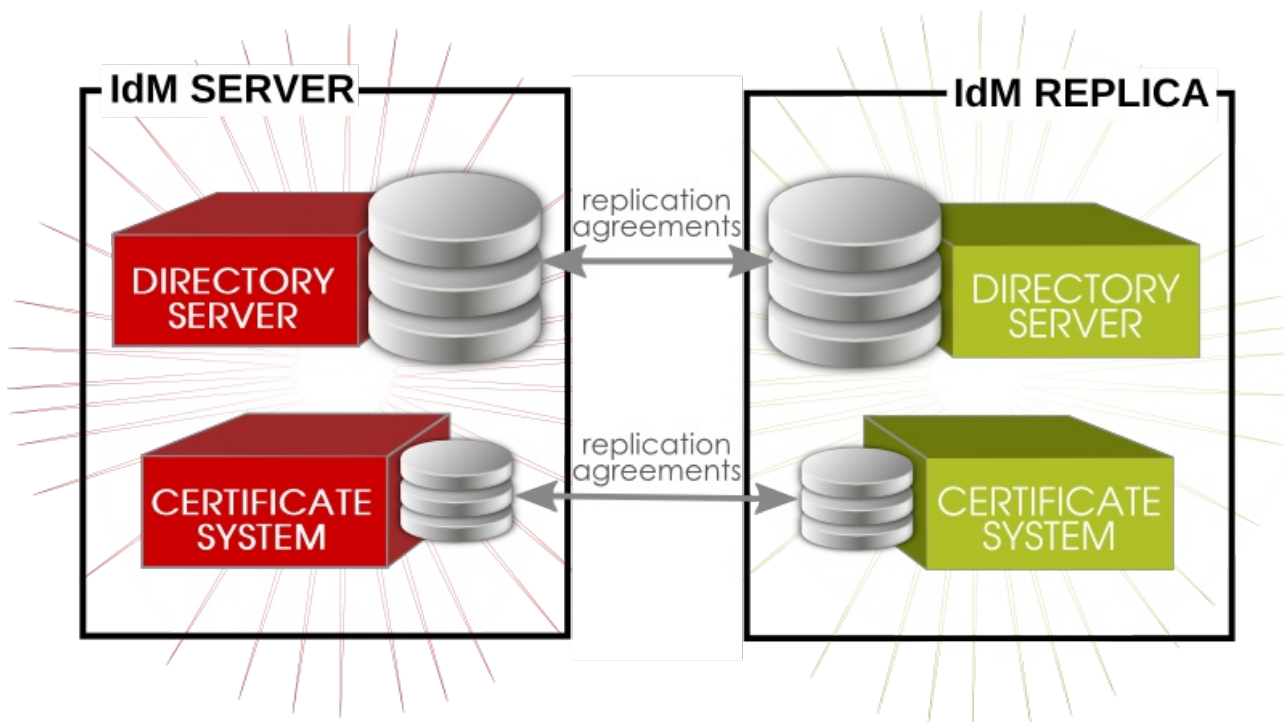 IdM SERVER
IdM REPLICA
DIRECTORY
SERVER
replication
agreements
DIRECTORY
SERVER
CERTIFICATE
SYSTEM
replication
agreements
CERTIFICATE
SYSTEM